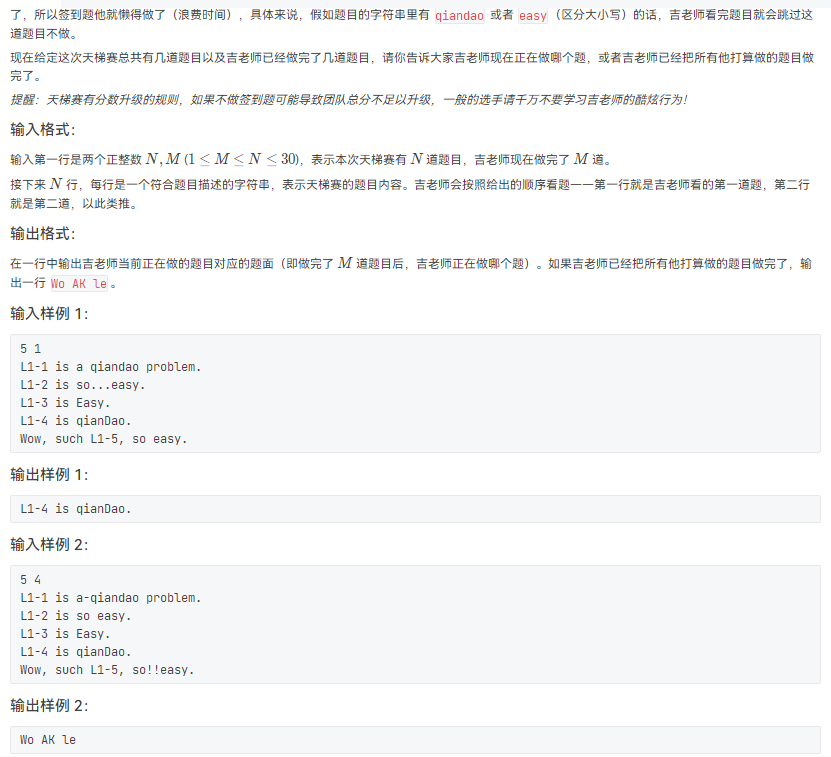 了，所以签到题他就懒得做了（浪费时间），具体来说，假如题目的字符串里有 qiandao 或者 easy（区分大小写）的话，吉老师看完题目就会跳过这
道题目不做。
现在给定这次天梯赛总共有几道题目以及吉老师已经做完了几道题目，请你告诉大家吉老师现在正在做哪个题，或者吉老师已经把所有他打算做的题目做
完了。
提醒：天梯赛有分数升级的规则，如果不做签到题可能导致团队总分不足以升级，一般的选手请千万不要学习吉老师的酷炫行为！
输入格式：
输入第一行是两个正整数 N, M (1 ≤ M ≤ N ≤ 30)，表示本次天梯赛有 N 道题目，吉老师现在做完了 M 道。
接下来 N 行，每行是一个符合题目描述的字符串，表示天梯赛的题目内容。吉老师会按照给出的顺序看题——第一行就是吉老师看的第一道题，第二行
就是第二道，以此类推。
输出格式：
在一行中输出吉老师当前正在做的题目对应的题面（即做完了 M 道题目后，吉老师正在做哪个题）。如果吉老师已经把所有他打算做的题目做完了，输
出一行 Wo AK le 。
输入样例 1：
5 1
L1-1 is a qiandao problem.
L1-2 is so...easy.
L1-3 is Easy.
L1-4 is qianDao.
Wow, such L1-5, so easy.
输出样例 1：
L1-4 is qianDao.
输入样例 2：
5 4
L1-1 is a-qiandao problem.
L1-2 is so easy.
L1-3 is Easy.
L1-4 is qianDao.
Wow, such L1-5, so!!easy.
输出样例 2：
Wo AK le